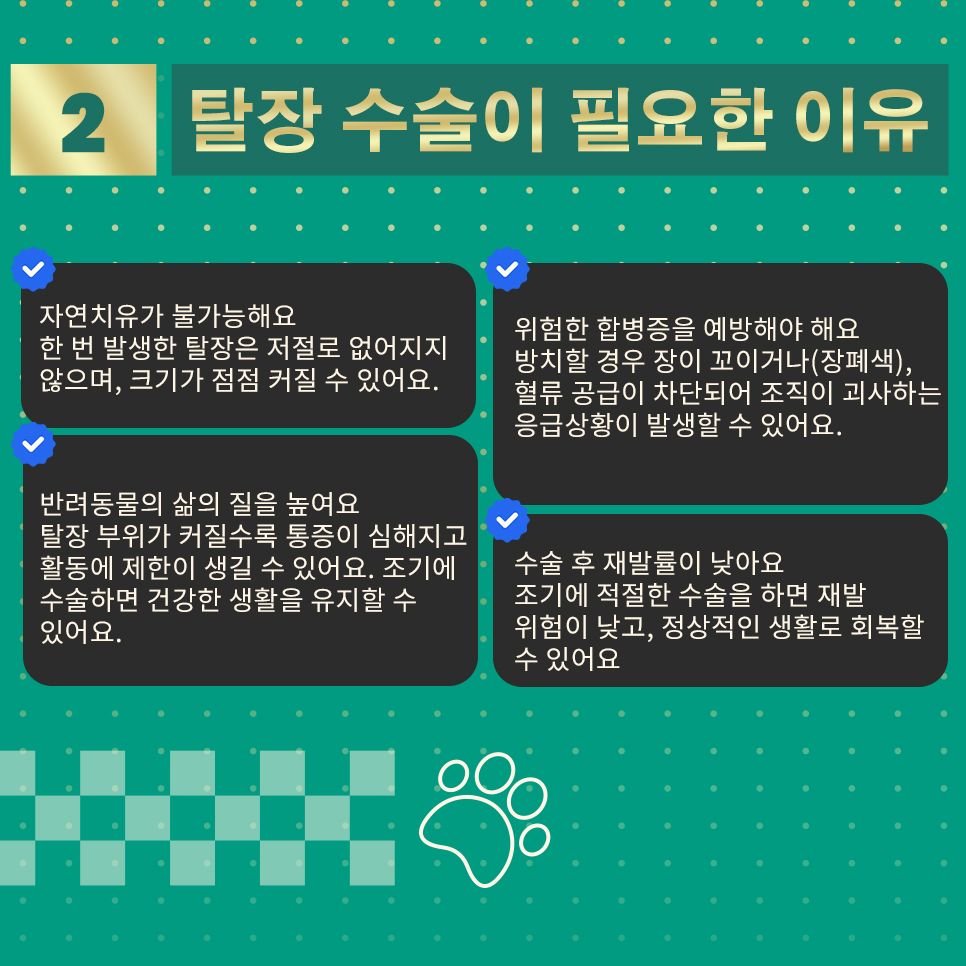 2
탈장 수술이 필요한 이유
자연치유가 불가능해요
한 번 발생한 탈장은 저절로 없어지지
않으며, 크기가 점점 커질 수 있어요.
위험한 합병증을 예방해야 해요
방치할 경우 장이 꼬이거나(장폐색),
혈류 공급이 차단되어 조직이 괴사하는
응급상황이 발생할 수 있어요.
반려동물의 삶의 질을 높여요
탈장 부위가 커질수록 통증이 심해지고
활동에 제한이 생길 수 있어요. 조기에
수술하면 건강한 생활을 유지할 수
있어요.
수술 후 재발률이 낮아요
조기에 적절한 수술을 하면 재발
위험이 낮고, 정상적인 생활로 회복할
수 있어요